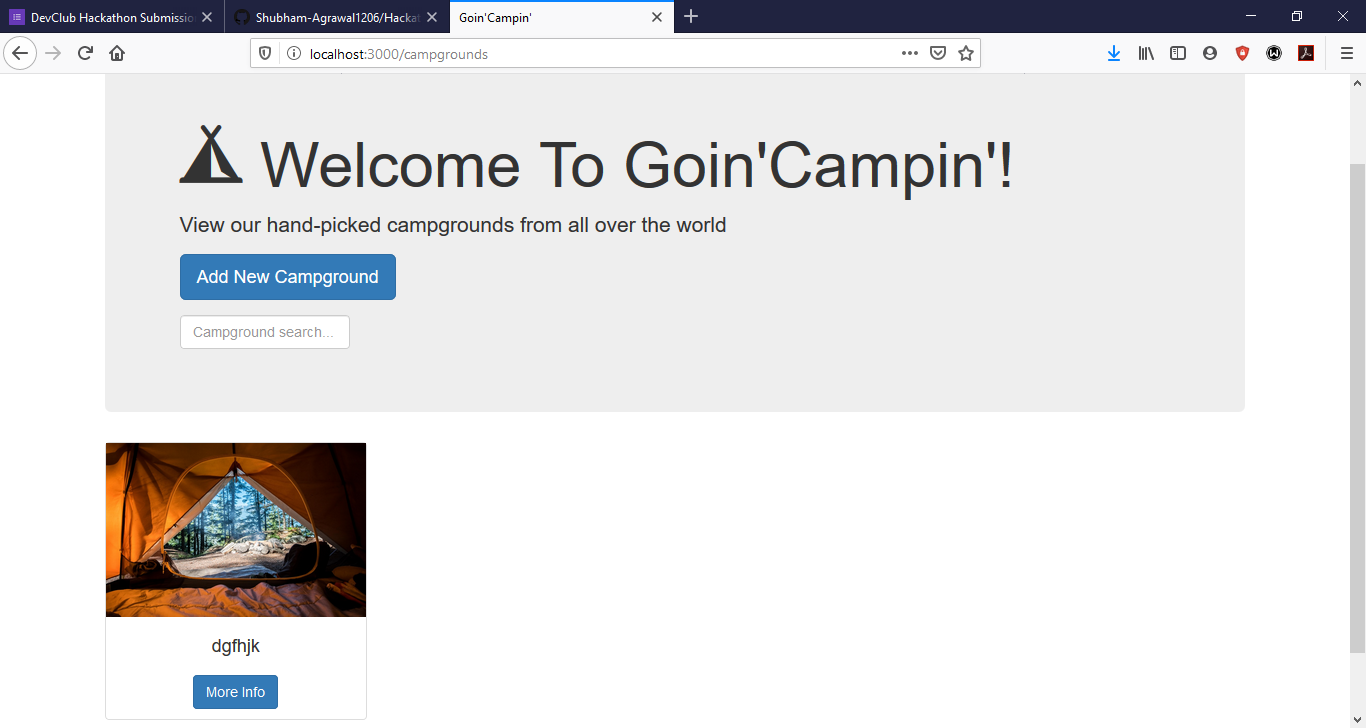 DevClub Hackathon Submissio
Shubham-Agrawal1206/Hacka
Goin'Campin'
localhost:3000/campgrounds
Welcome To Goin'Campin'!
View our hand-picked campgrounds from all over the world
Add New Campground
Campground search...
dgfhjk
More Info